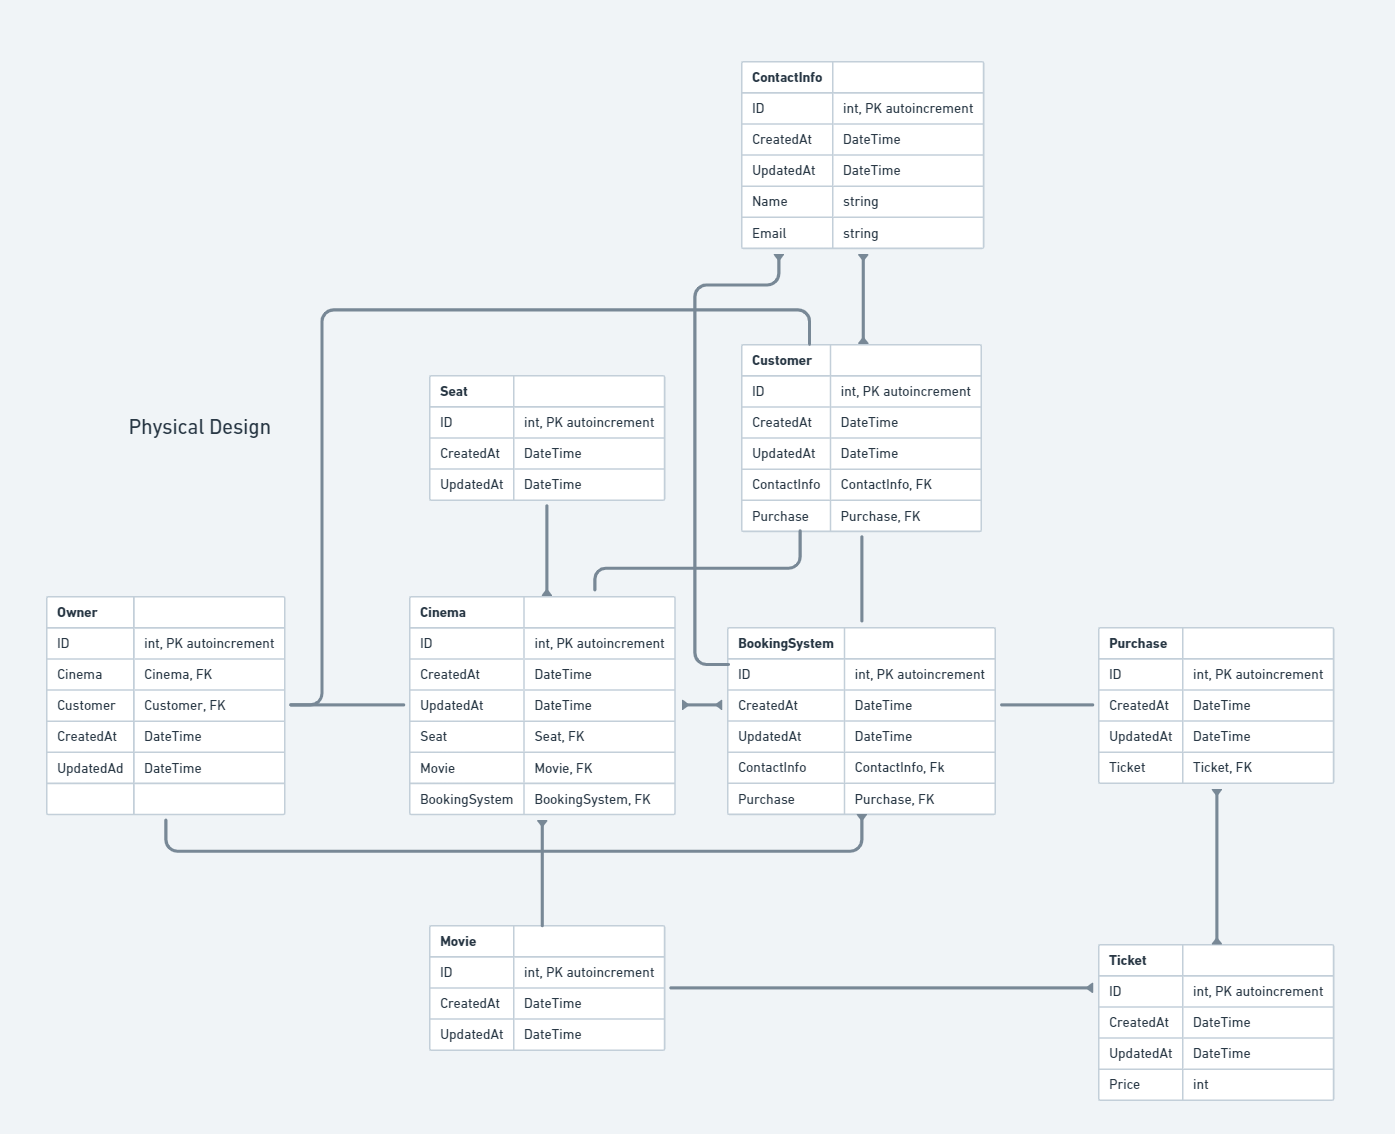 ContactInfo
ID int, PK autoincrement
CreatedAt DateTime
UpdatedAt DateTime
Name string
Email string
Customer
ID int, PK autoincrement
CreatedAt DateTime
UpdatedAt DateTime
ContactInfo ContactInfo, FK
Purchase Purchase, FK
Seat
ID int, PK autoincrement
CreatedAt DateTime
UpdatedAt DateTime
Physical Design
Owner
ID int, PK autoincrement
Cinema Cinema, FK
Customer Customer, FK
CreatedAt DateTime
UpdatedAd DateTime
Cinema
ID int, PK autoincrement
CreatedAt DateTime
UpdatedAt DateTime
Seat Seat, FK
Movie Movie, FK
BookingSystem BookingSystem, FK
BookingSystem
ID int, PK autoincrement
CreatedAt DateTime
UpdatedAt DateTime
ContactInfo ContactInfo, Fk
Purchase Purchase, FK
Purchase
ID int, PK autoincrement
CreatedAt DateTime
UpdatedAt DateTime
Ticket Ticket, FK
Movie
ID int, PK autoincrement
CreatedAt DateTime
UpdatedAt DateTime
Ticket
ID int, PK autoincrement
CreatedAt DateTime
UpdatedAt DateTime
Price int